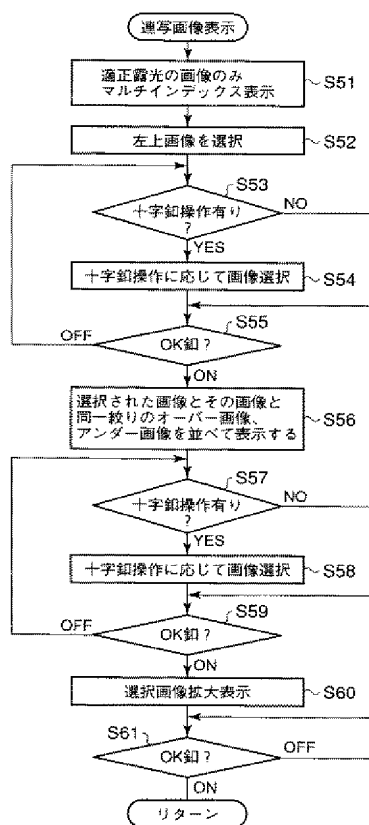 連写画像表示
適正露光の画像のみ
マルチインデックス表示
S51
左上画像を選択
S52
S53
十字釦操作有り
?
NO
YES
十字釦操作に応じて画像選択
S54
S55
OFF
OK釦?
ON
選択された画像とその画像と
同一絞りのオーバー画像、
アンダー画像を並べて表示する
S56
S57
十字釦操作有り
?
NO
YES
十字釦操作に応じて画像選択
S58
S59
OFF
OK釦?
ON
選択画像拡大表示
S60
S61
OK釦?
OFF
ON
リターン